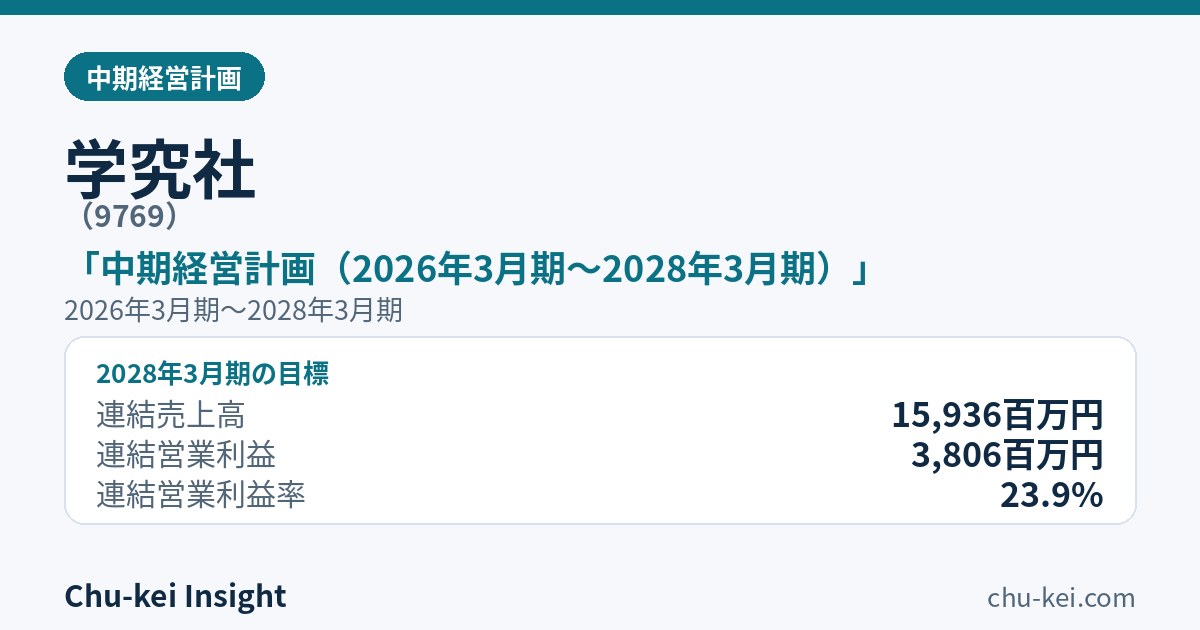 中期経営計画
学究社
（9769）
「中期経営計画（2026年3月期～2028年3月期）」
2026年3月期～2028年3月期
2028年3月期の目標
連結売上高 15,936百万円
連結営業利益 3,806百万円
連結営業利益率 23.9%
Chu-kei Insight chu-kei.com